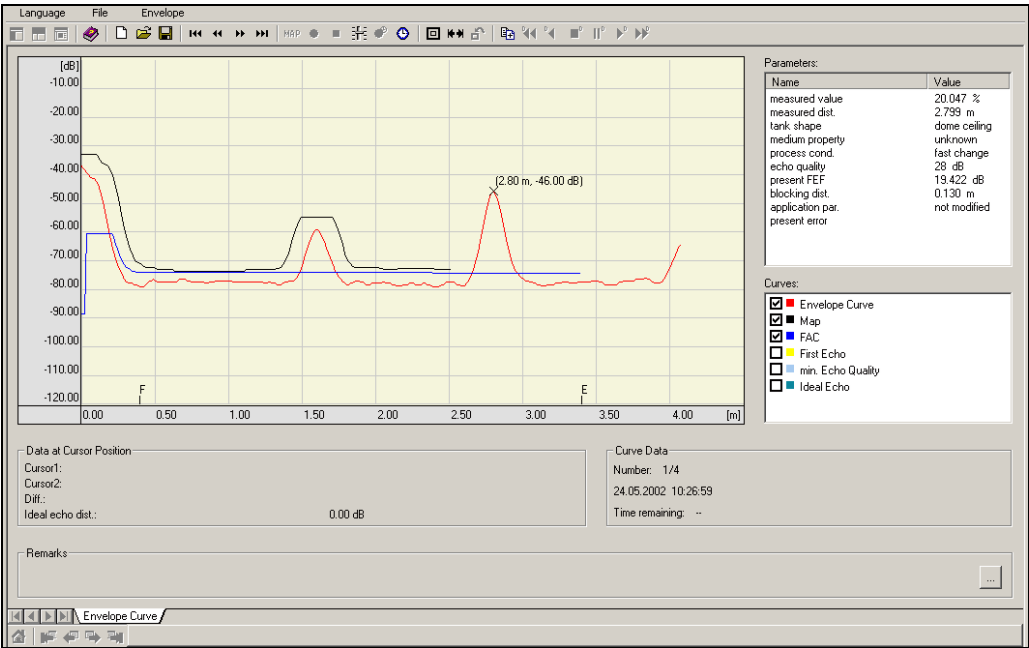 Language File Envelope
MAP
[dB]
-10.00
-20.00
-30.00
-40.00
-50.00
-60.00
-70.00
-80.00
-90.00
-100.00
-110.00
-120.00
(2.80 m, -46.00 dB)
F
E
0.00 0.50 1.00 1.50 2.00 2.50 3.00 3.50 4.00 [m]
Parameters:
Name Value
measured value 20.047 %
measured dist. 2.799 m
tank shape dome ceiling
medium property unknown
process cond. fast change
echo quality 28 dB
present FEF 19.422 dB
blocking dist. 0.130 m
application par. not modified
present error
Curves:
Envelope Curve
Map
FAC
First Echo
min. Echo Quality
Ideal Echo
Data at Cursor Position
Cursor1:
Cursor2:
Diff.:
Ideal echo dist.: 0.00 dB
Curve Data
Number: 1/4
24.05.2002 10:26:59
Time remaining: --
Remarks
...
Envelope Curve